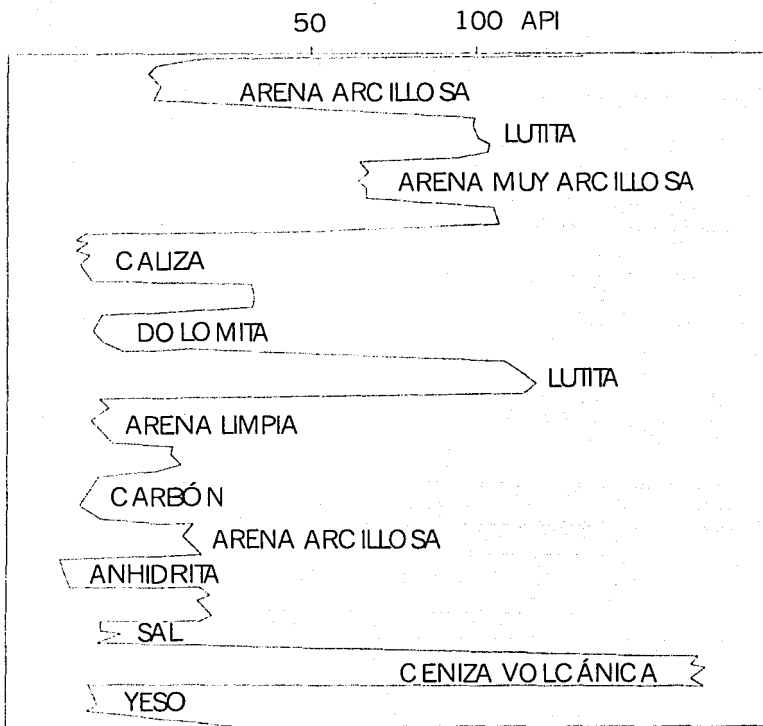 50 100 API
ARENA ARCILLOSA
LUTITA
ARENA MUY ARCILLOSA
CALIZA
DOLOMITA
LUTITA
ARENA LIMPIA
CARBÓN
ARENA ARCILLOSA
ANHIDRITA
SAL
CENIZA VOLCÁNICA
YESO